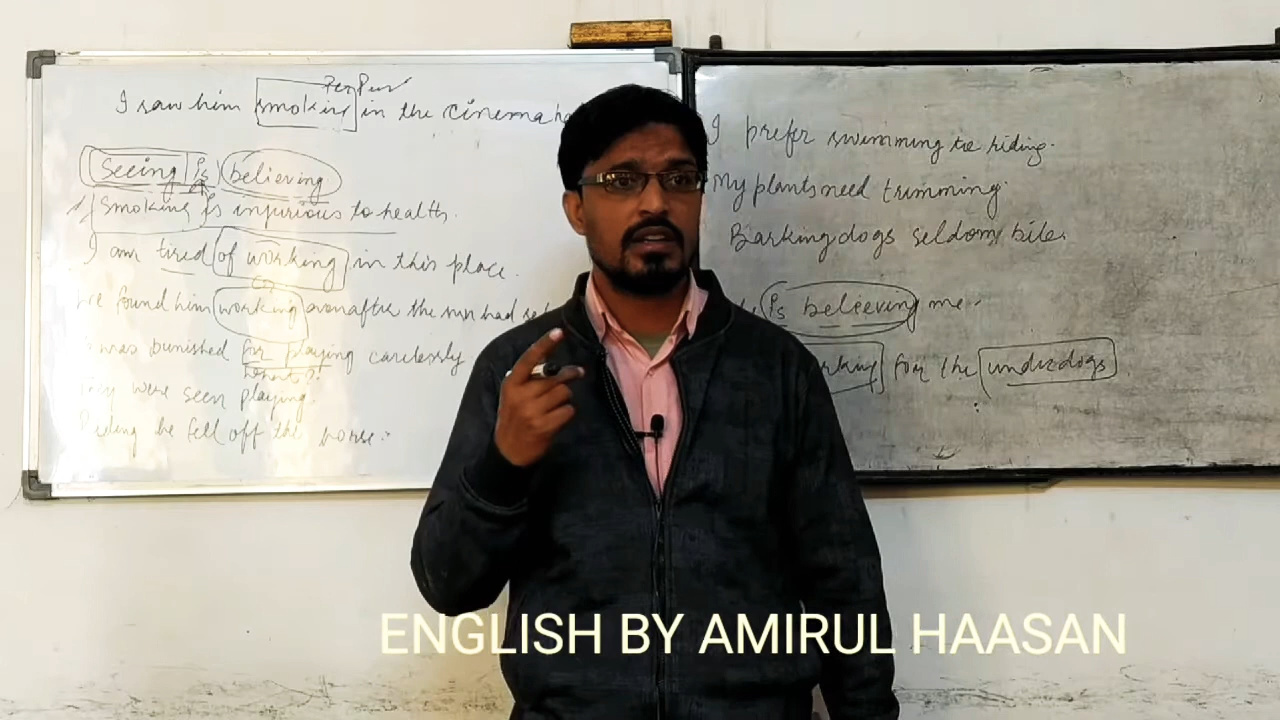 I saw him smoking in the cinema
Seeing is believing
Smoking is injurious to health.
I am tired of working in this place.
We found him working even after the sun had
was punished for playing carelessly
They were seen playing.
he fell off the horse.
I prefer swimming to riding.
My plants need trimming.
Barking dogs seldom bite.
is believing me.
for the underdogs
ENGLISH BY AMIRUL HAASAN